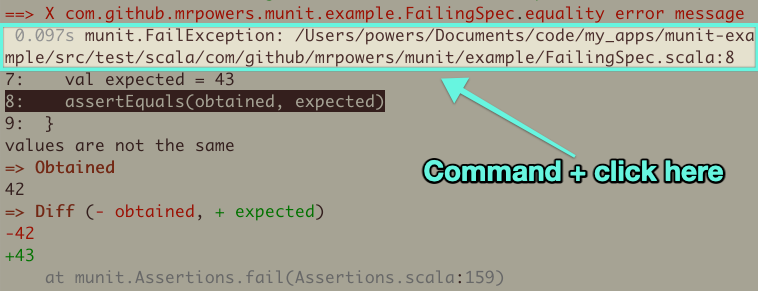 ==> X com.github.mrpowers.munit.example.FailingSpec.equality error message
0.097s munit.FailException: /Users/powers/Documents/code/my_apps/munit-exa
mple/src/test/scala/com/github/mrpowers/munit/example/FailingSpec.scala:8
7:    val expected = 43
8:    assertEquals(obtained, expected)
9:  }
values are not the same
=> Obtained
Command + click here
42
=> Diff (- obtained, + expected)
-42
+43
    at munit.Assertions.fail(Assertions.scala:159)